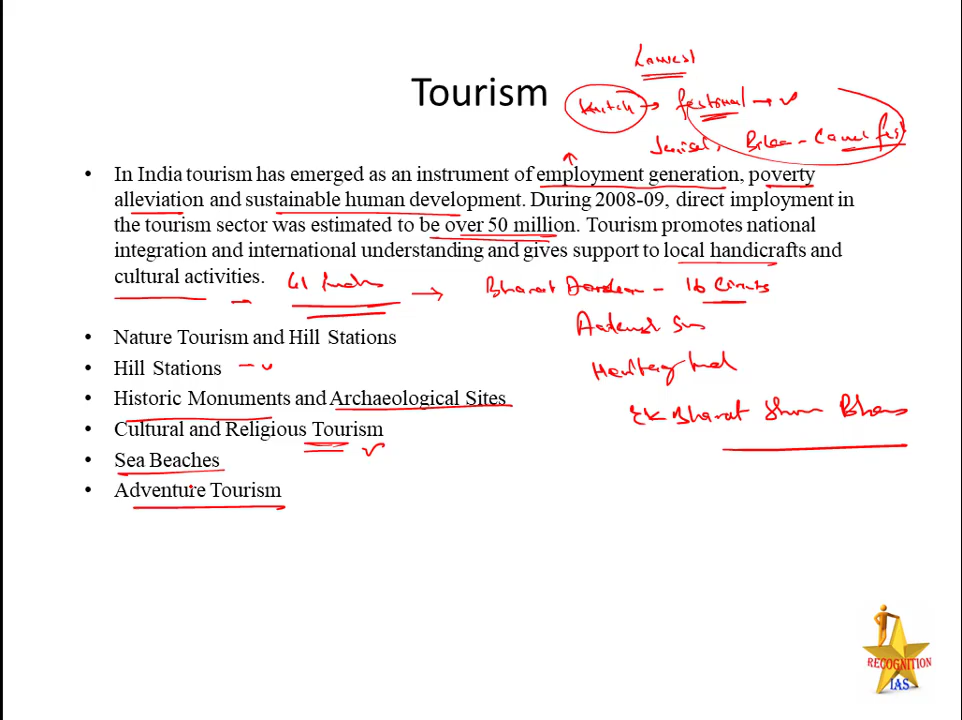 Lowest
Tourism
Kutch → festival →
Bikaner - Camel fest
• In India tourism has emerged as an instrument of employment generation, poverty
alleviation and sustainable human development. During 2008-09, direct imployment in
the tourism sector was estimated to be over 50 million. Tourism promotes national
integration and international understanding and gives support to local handicrafts and
cultural activities.
→ Bharat Darshan - 16 Circuits
• Nature Tourism and Hill Stations
• Hill Stations
Heritage
• Historic Monuments and Archaeological Sites
Ek Bharat
• Cultural and Religious Tourism
• Sea Beaches
• Adventure Tourism
RECOGNITION
IAS